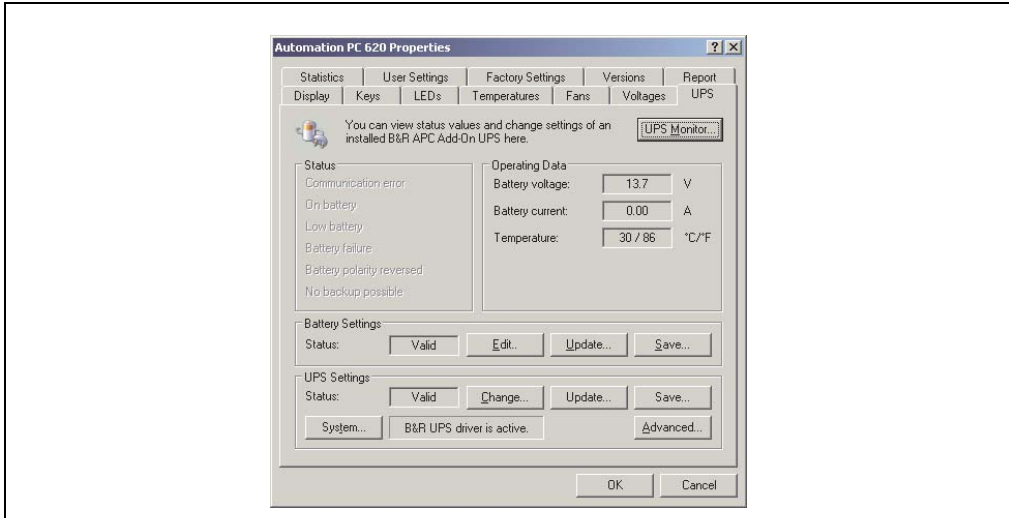 Automation PC 620 Properties
Statistics User Settings Factory Settings Versions Report
Display Keys LEDs Temperatures Fans Voltages UPS
You can view status values and change settings of an
installed B&R APC Add-On UPS here.
UPS Monitor...
Status
Communication error
On battery
Low battery
Battery failure
Battery polarity reversed
No backup possible
Operating Data
Battery voltage: 13.7 V
Battery current: 0.00 A
Temperature: 30 / 86 °C/°F
Battery Settings
Status: Valid Edit.. Update... Save...
UPS Settings
Status: Valid Change... Update... Save...
System... B&R UPS driver is active. Advanced...
OK Cancel